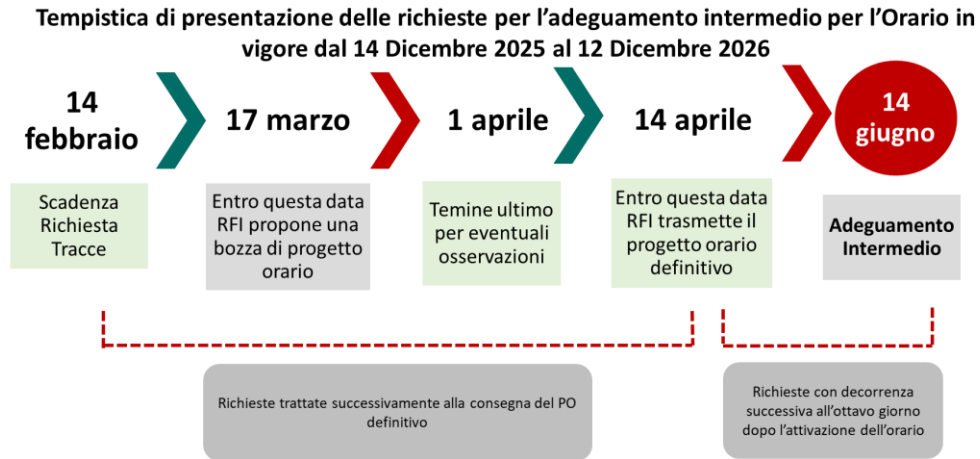 Tempistica di presentazione delle richieste per l’adeguamento intermedio per l’Orario in
vigore dal 14 Dicembre 2025 al 12 Dicembre 2026
14
febbraio
17 marzo
1 aprile
14 aprile
14
giugno
Scadenza
Richiesta
Tracce
Entro questa data
RFI propone una
bozza di progetto
orario
Temine ultimo
per eventuali
osservazioni
Entro questa data
RFI trasmette il
progetto orario
definitivo
Adeguamento
Intermedio
Richieste trattate successivamente alla consegna del PO
definitivo
Richieste con decorrenza
successiva all’ottavo giorno
dopo l’attivazione dell’orario